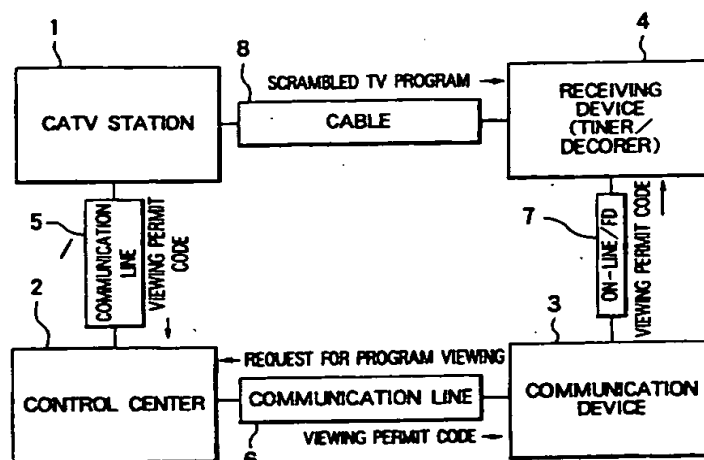 1
8
4
CATV STATION
SCRAMBLED TV PROGRAM →
CABLE
RECEIVING
DEVICE
(TINER/
DECORER)
5
COMMUNICATION
LINE
VIEWING PERMIT
CODE
→
7
ON-LINE/FD
VIEWING PERMIT CODE
→
2
3
CONTROL CENTER
← REQUEST FOR PROGRAM VIEWING
COMMUNICATION LINE
6
VIEWING PERMIT CODE →
COMMUNICATION
DEVICE